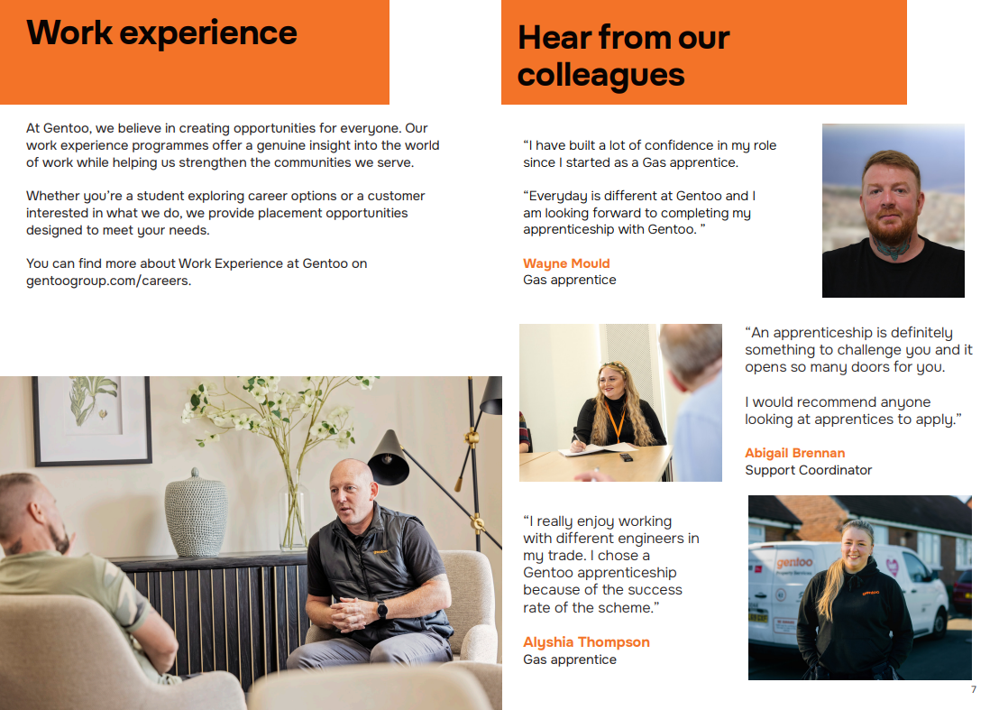 Work experience
At Gentoo, we believe in creating opportunities for everyone. Our
work experience programmes offer a genuine insight into the world
of work while helping us strengthen the communities we serve.
Whether you're a student exploring career options or a customer
interested in what we do, we provide placement opportunities
designed to meet your needs.
You can find more about Work Experience at Gentoo on
gentoogroup.com/careers.
Hear from our
colleagues
“I have built a lot of confidence in my role
since I started as a Gas apprentice.
“Everyday is different at Gentoo and I
am looking forward to completing my
apprenticeship with Gentoo. ”
Wayne Mould
Gas apprentice
“An apprenticeship is definitely
something to challenge you and it
opens so many doors for you.
I would recommend anyone
looking at apprentices to apply.”
Abigail Brennan
Support Coordinator
“I really enjoy working
with different engineers in
my trade. I chose a
Gentoo apprenticeship
because of the success
rate of the scheme.”
Alyshia Thompson
Gas apprentice
gentoo
Property Services
gentoo
7